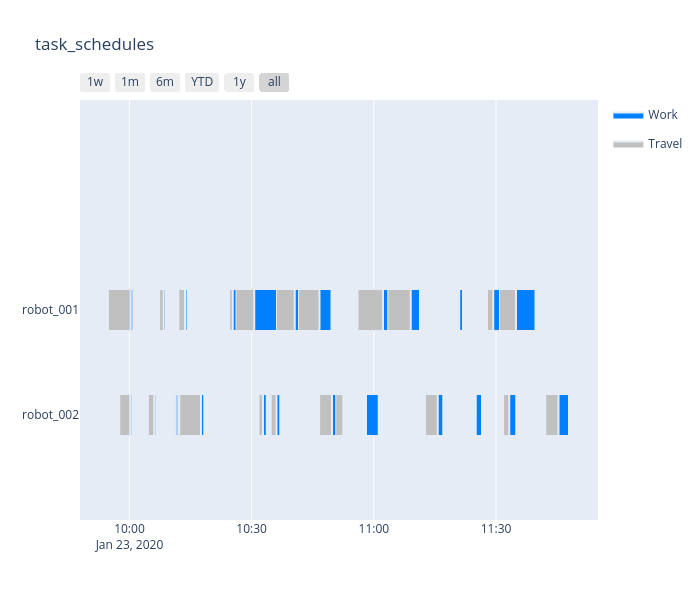 task_schedules
1w 1m 6m YTD 1y all
Work
Travel
robot_001
robot_002
10:00 10:30 11:00 11:30
Jan 23, 2020